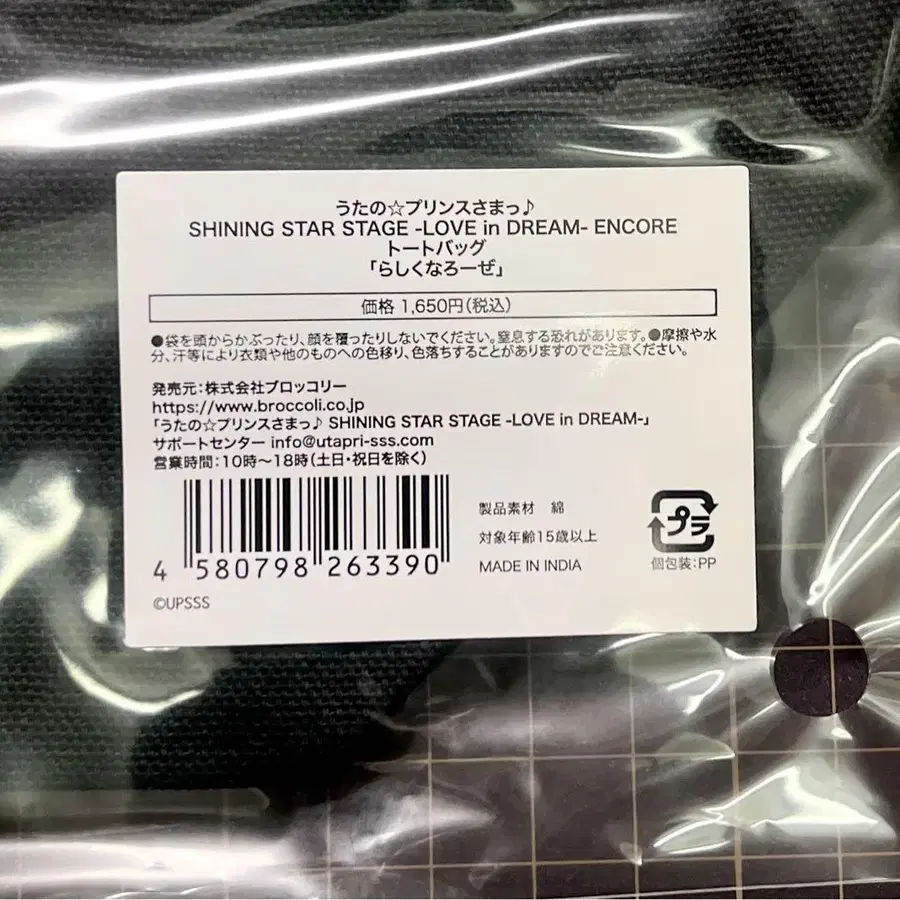 うたの☆プリンスさまっ♪
SHINING STAR STAGE -LOVE in DREAM- ENCORE
トートバッグ
「らしくなろーぜ」
価格 1,650円(税込)
●袋を頭からかぶったり、顔を覆ったりしないでください。窒息する恐れがあります。●摩擦や水
分、汗等により衣類や他のものへの色移り、色落ちすることがありますのでご注意ください。
発売元:株式会社ブロッコリー
https://www.broccoli.co.jp
「うたの☆プリンスさまっ♪ SHINING STAR STAGE -LOVE in DREAM-」
サポートセンター info@utapri-sss.com
営業時間:10時~18時(土日・祝日を除く)
製品素材 綿
対象年齢15歳以上
MADE IN INDIA
プラ
個包装:PP
4 580798 263390
©UPSSS